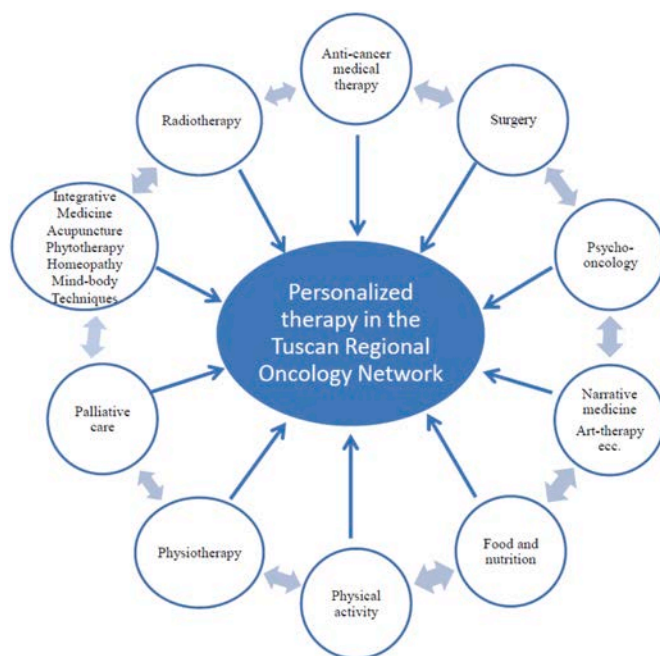 Anti-cancer
medical
therapy
Surgery
Psycho-
oncology
Narrative
medicine
Art-therapy
ecc.
Food and
nutrition
Physical
activity
Physiotherapy
Palliative
care
Integrative
Medicine
Acupuncture
Phytotherapy
Homeopathy
Mind-body
Techniques
Radiotherapy
Personalized
therapy in the
Tuscan Regional
Oncology Network